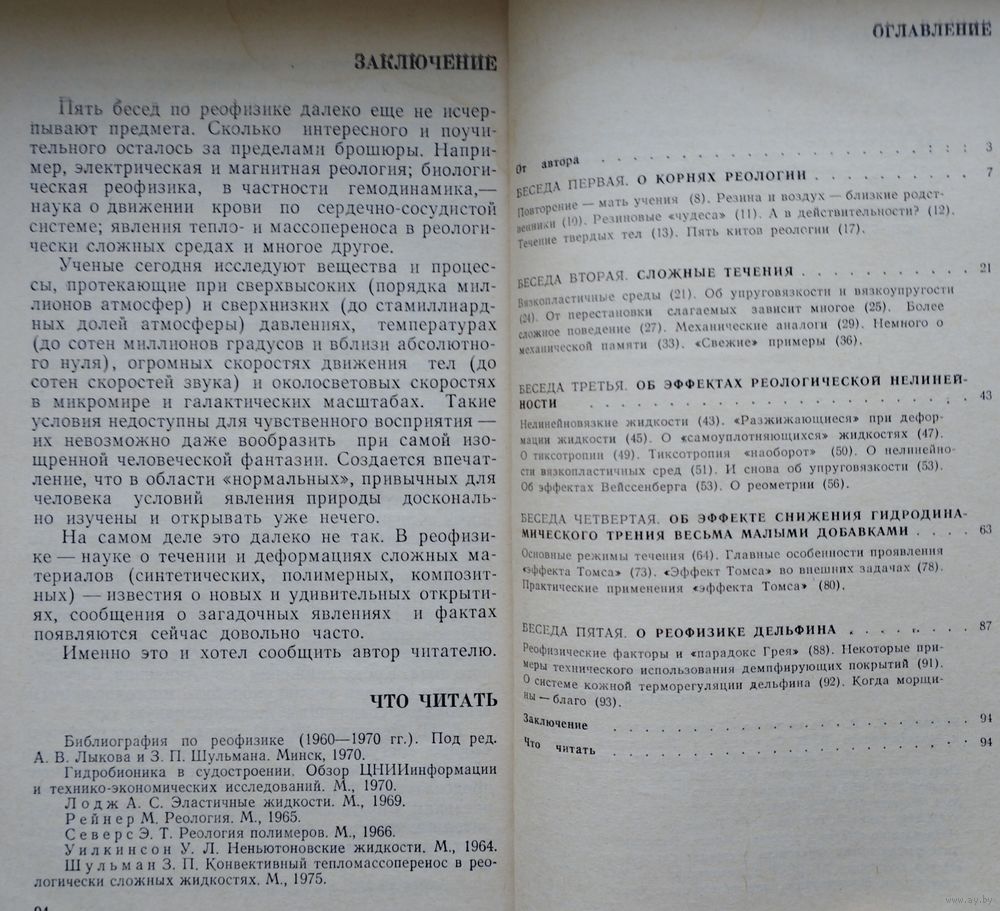 ЗАКЛЮЧЕНИЕ
Пять бесед по реофизике далеко еще не исчер-
пывают предмета. Сколько интересного и поучи-
тельного осталось за пределами брошюры. Напри-
мер, электрическая и магнитная реология; биологи-
ческая реофизика, в частности гемодинамика,—
наука о движении крови по сердечно-сосудистой
системе; явления тепло- и массопереноса в реологи-
чески сложных средах и многое другое.
Ученые сегодня исследуют вещества и процес-
сы, протекающие при сверхвысоких (порядка мил-
лионов атмосфер) и сверхнизких (до стамиллиард-
ных долей атмосферы) давлениях, температурах
(до сотен миллионов градусов и вблизи абсолютно-
го нуля), огромных скоростях движения тел (до
сотен скоростей звука) и околосветовых скоростях
в микромире и галактических масштабах. Такие
условия недоступны для чувственного восприятия —
их невозможно даже вообразить при самой изо-
щренной человеческой фантазии. Создается впечат-
ление, что в области «нормальных», привычных для
человека условий явления природы доскональ-
но изучены и открывать уже нечего.
На самом деле это далеко не так. В реофизи-
ке — науке о течении и деформациях сложных ма-
териалов (синтетических, полимерных, композит-
ных) — известия о новых и удивительных открыти-
ях, сообщения о загадочных явлениях и фактах
появляются сейчас довольно часто.
Именно это и хотел сообщить автор читателю.
ЧТО ЧИТАТЬ
Библиография по реофизике (1960—1970 гг.). Под ред.
А. В. Лыкова и З. П. Шульмана. Минск, 1970.
Гидробионика в судостроении. Обзор ЦНИИинформации
и технико-экономических исследований. М., 1970.
Лодж А. С. Эластичные жидкости. М., 1969.
Рейнер М. Реология. М., 1965.
Северс Э. Т. Реология полимеров. М., 1966.
Уилкинсон У. Л. Неньютоновские жидкости. М., 1964.
Шульман З. П. Конвективный тепломассоперенос в рео-
логически сложных жидкостях. М., 1975.
94
ОГЛАВЛЕНИЕ
От автора . . . . . . . . . . . . . . . . 3
БЕСЕДА ПЕРВАЯ. О КОРНЯХ РЕОЛОГИИ . . . . . . . . . . 7
Повторение — мать учения (8). Резина и воздух — близкие родст-
венники (10). Резиновые «чудеса» (11). А в действительности? (12).
Течение твердых тел (13). Пять китов реологии (17).
БЕСЕДА ВТОРАЯ. СЛОЖНЫЕ ТЕЧЕНИЯ . . . . . . . . . . 21
Вязкопластичные среды (21). Об упруговязкости и вязкоупругости
(24). От перестановки слагаемых зависит многое (25). Более
сложное поведение (27). Механические аналоги (29). Немного о
механической памяти (33). «Свежие» примеры (36).
БЕСЕДА ТРЕТЬЯ. ОБ ЭФФЕКТАХ РЕОЛОГИЧЕСКОЙ НЕЛИНЕЙ-
НОСТИ . . . . . . . . . . . . . . . . 43
Нелинейновязкие жидкости (43). «Разжижающиеся» при дефор-
мации жидкости (45). О «самоуплотняющихся» жидкостях (47).
О тиксотропии (49). Тиксотропия «наоборот» (50). О нелинейно-
сти вязкопластичных сред (51). И снова об упруговязкости (53).
Об эффектах Вейссенберга (53). О реометрии (56).
БЕСЕДА ЧЕТВЕРТАЯ. ОБ ЭФФЕКТЕ СНИЖЕНИЯ ГИДРОДИНА-
МИЧЕСКОГО ТРЕНИЯ ВЕСЬМА МАЛЫМИ ДОБАВКАМИ . . . . 63
Основные режимы течения (64). Главные особенности проявления
«эффекта Томса» (73). «Эффект Томса» во внешних задачах (78).
Практические применения «эффекта Томса» (80).
БЕСЕДА ПЯТАЯ. О РЕОФИЗИКЕ ДЕЛЬФИНА . . . . . . . . 87
Реофизические факторы и «парадокс Грея» (88). Некоторые при-
меры технического использования демпфирующих покрытий (91).
О системе кожной терморегуляции дельфина (92). Когда морщи-
ны — благо (93).
Заключение . . . . . . . . . . . . . . . . 94
Что читать . . . . . . . . . . . . . . . . 94
www.ay.by